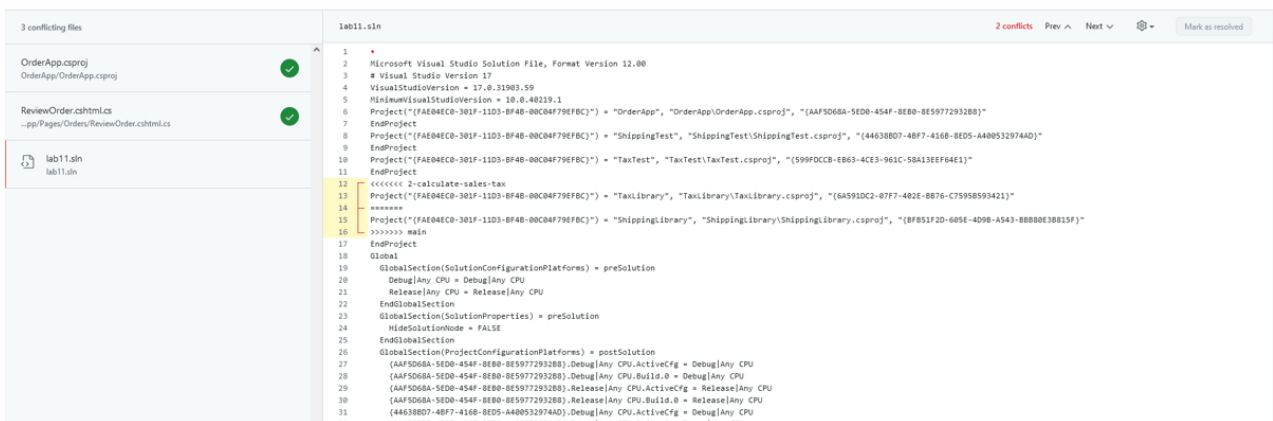 3 conflicting files
OrderApp.csproj
OrderApp/OrderApp.csproj
ReviewOrder.cshtml.cs
...pp/Pages/Orders/ReviewOrder.cshtml.cs
lab11.sln
lab11.sln
lab11.sln 2 conflicts Prev Next Mark as resolved
1
2 Microsoft Visual Studio Solution File, Format Version 12.00
3 # Visual Studio Version 17
4 VisualStudioVersion = 17.0.31903.59
5 MinimumVisualStudioVersion = 10.0.40219.1
6 Project("{FAE04EC0-301F-11D3-BF4B-00C04F79EFBC}") = "OrderApp", "OrderApp\OrderApp.csproj", "{AAF5D68A-5ED0-454F-8EB0-8E59772932B8}"
7 EndProject
8 Project("{FAE04EC0-301F-11D3-BF4B-00C04F79EFBC}") = "ShippingTest", "ShippingTest\ShippingTest.csproj", "{44638BD7-4BF7-416B-8ED5-A400532974AD}"
9 EndProject
10 Project("{FAE04EC0-301F-11D3-BF4B-00C04F79EFBC}") = "TaxTest", "TaxTest\TaxTest.csproj", "{599FDCCB-EB63-4CE3-961C-58A13EEF64E1}"
11 EndProject
12 <<<<<<< 2-calculate-sales-tax
13 Project("{FAE04EC0-301F-11D3-BF4B-00C04F79EFBC}") = "TaxLibrary", "TaxLibrary\TaxLibrary.csproj", "{6A591DC2-07F7-402E-BB76-C7595B593421}"
14 =======
15 Project("{FAE04EC0-301F-11D3-BF4B-00C04F79EFBC}") = "ShippingLibrary", "ShippingLibrary\ShippingLibrary.csproj", "{BFB51F2D-605E-4D9B-A543-BBB80E3B815F}"
16 >>>>>>> main
17 EndProject
18 Global
19 GlobalSection(SolutionConfigurationPlatforms) = preSolution
20 Debug|Any CPU = Debug|Any CPU
21 Release|Any CPU = Release|Any CPU
22 EndGlobalSection
23 GlobalSection(SolutionProperties) = preSolution
24 HideSolutionNode = FALSE
25 EndGlobalSection
26 GlobalSection(ProjectConfigurationPlatforms) = postSolution
27 {AAF5D68A-5ED0-454F-8EB0-8E59772932B8}.Debug|Any CPU.ActiveCfg = Debug|Any CPU
28 {AAF5D68A-5ED0-454F-8EB0-8E59772932B8}.Debug|Any CPU.Build.0 = Debug|Any CPU
29 {AAF5D68A-5ED0-454F-8EB0-8E59772932B8}.Release|Any CPU.ActiveCfg = Release|Any CPU
30 {AAF5D68A-5ED0-454F-8EB0-8E59772932B8}.Release|Any CPU.Build.0 = Release|Any CPU
31 {44638BD7-4BF7-416B-8ED5-A400532974AD}.Debug|Any CPU.ActiveCfg = Debug|Any CPU